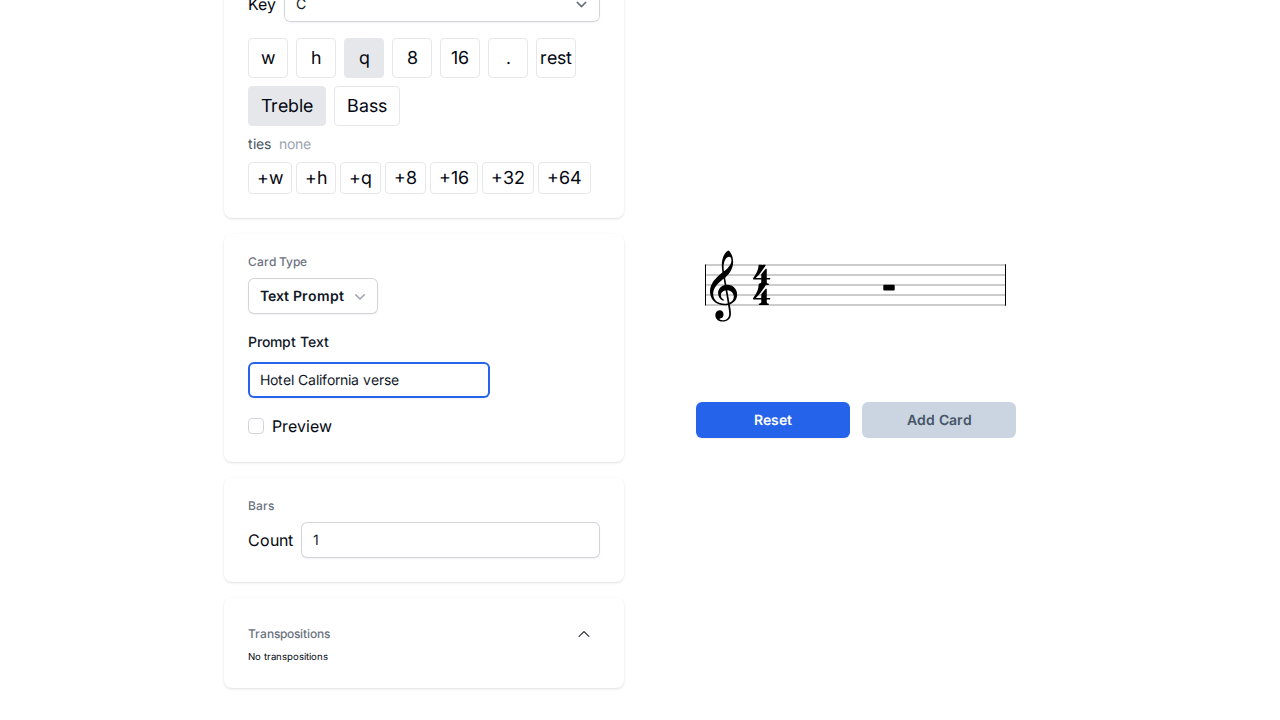 Key C
w h q 8 16 . rest
Treble Bass
ties none
+w +h +q +8 +16 +32 +64
Card Type
Text Prompt
Prompt Text
Hotel California verse
Preview
Bars
Count 1
Transpositions
No transpositions
4
4
Reset Add Card